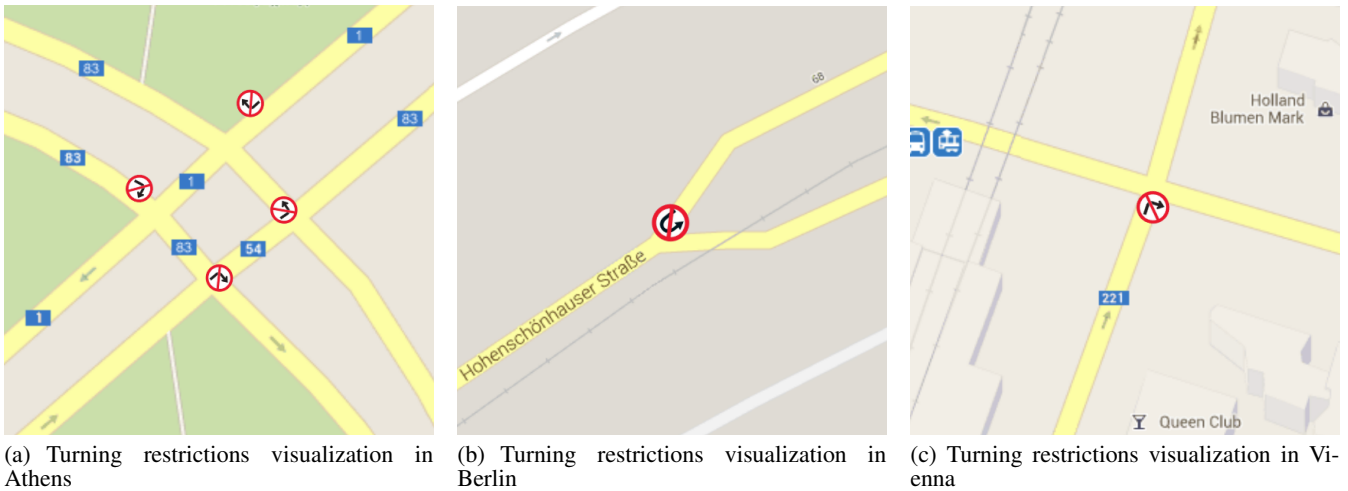 1
83
83
83
1
83
54
1
(a) Turning restrictions visualization in
Athens
68
Hohenschönhauser Straße
(b) Turning restrictions visualization in
Berlin
Holland
Blumen Mark
221
Queen Club
(c) Turning restrictions visualization in Vi-
enna